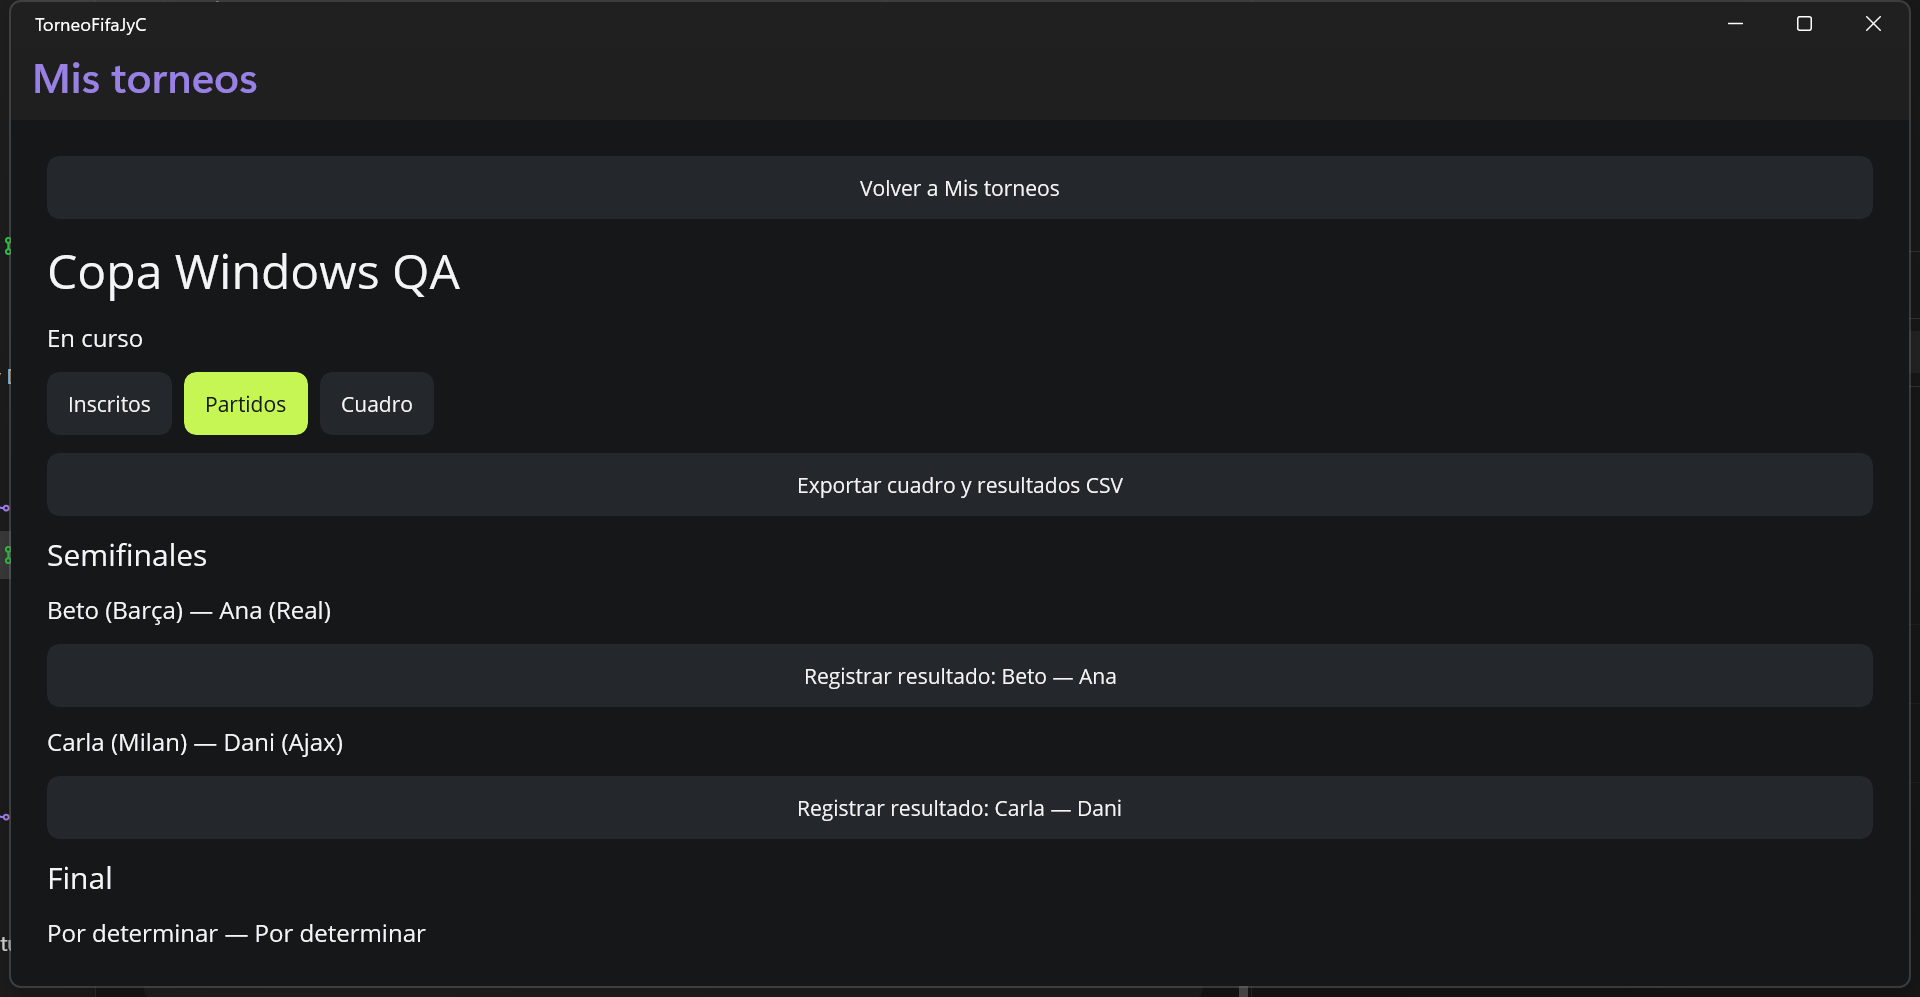 TorneoFifaJyC
Mis torneos
Volver a Mis torneos
Copa Windows QA
En curso
Inscritos Partidos Cuadro
Exportar cuadro y resultados CSV
Semifinales
Beto (Barça) — Ana (Real)
Registrar resultado: Beto — Ana
Carla (Milan) — Dani (Ajax)
Registrar resultado: Carla — Dani
Final
Por determinar — Por determinar